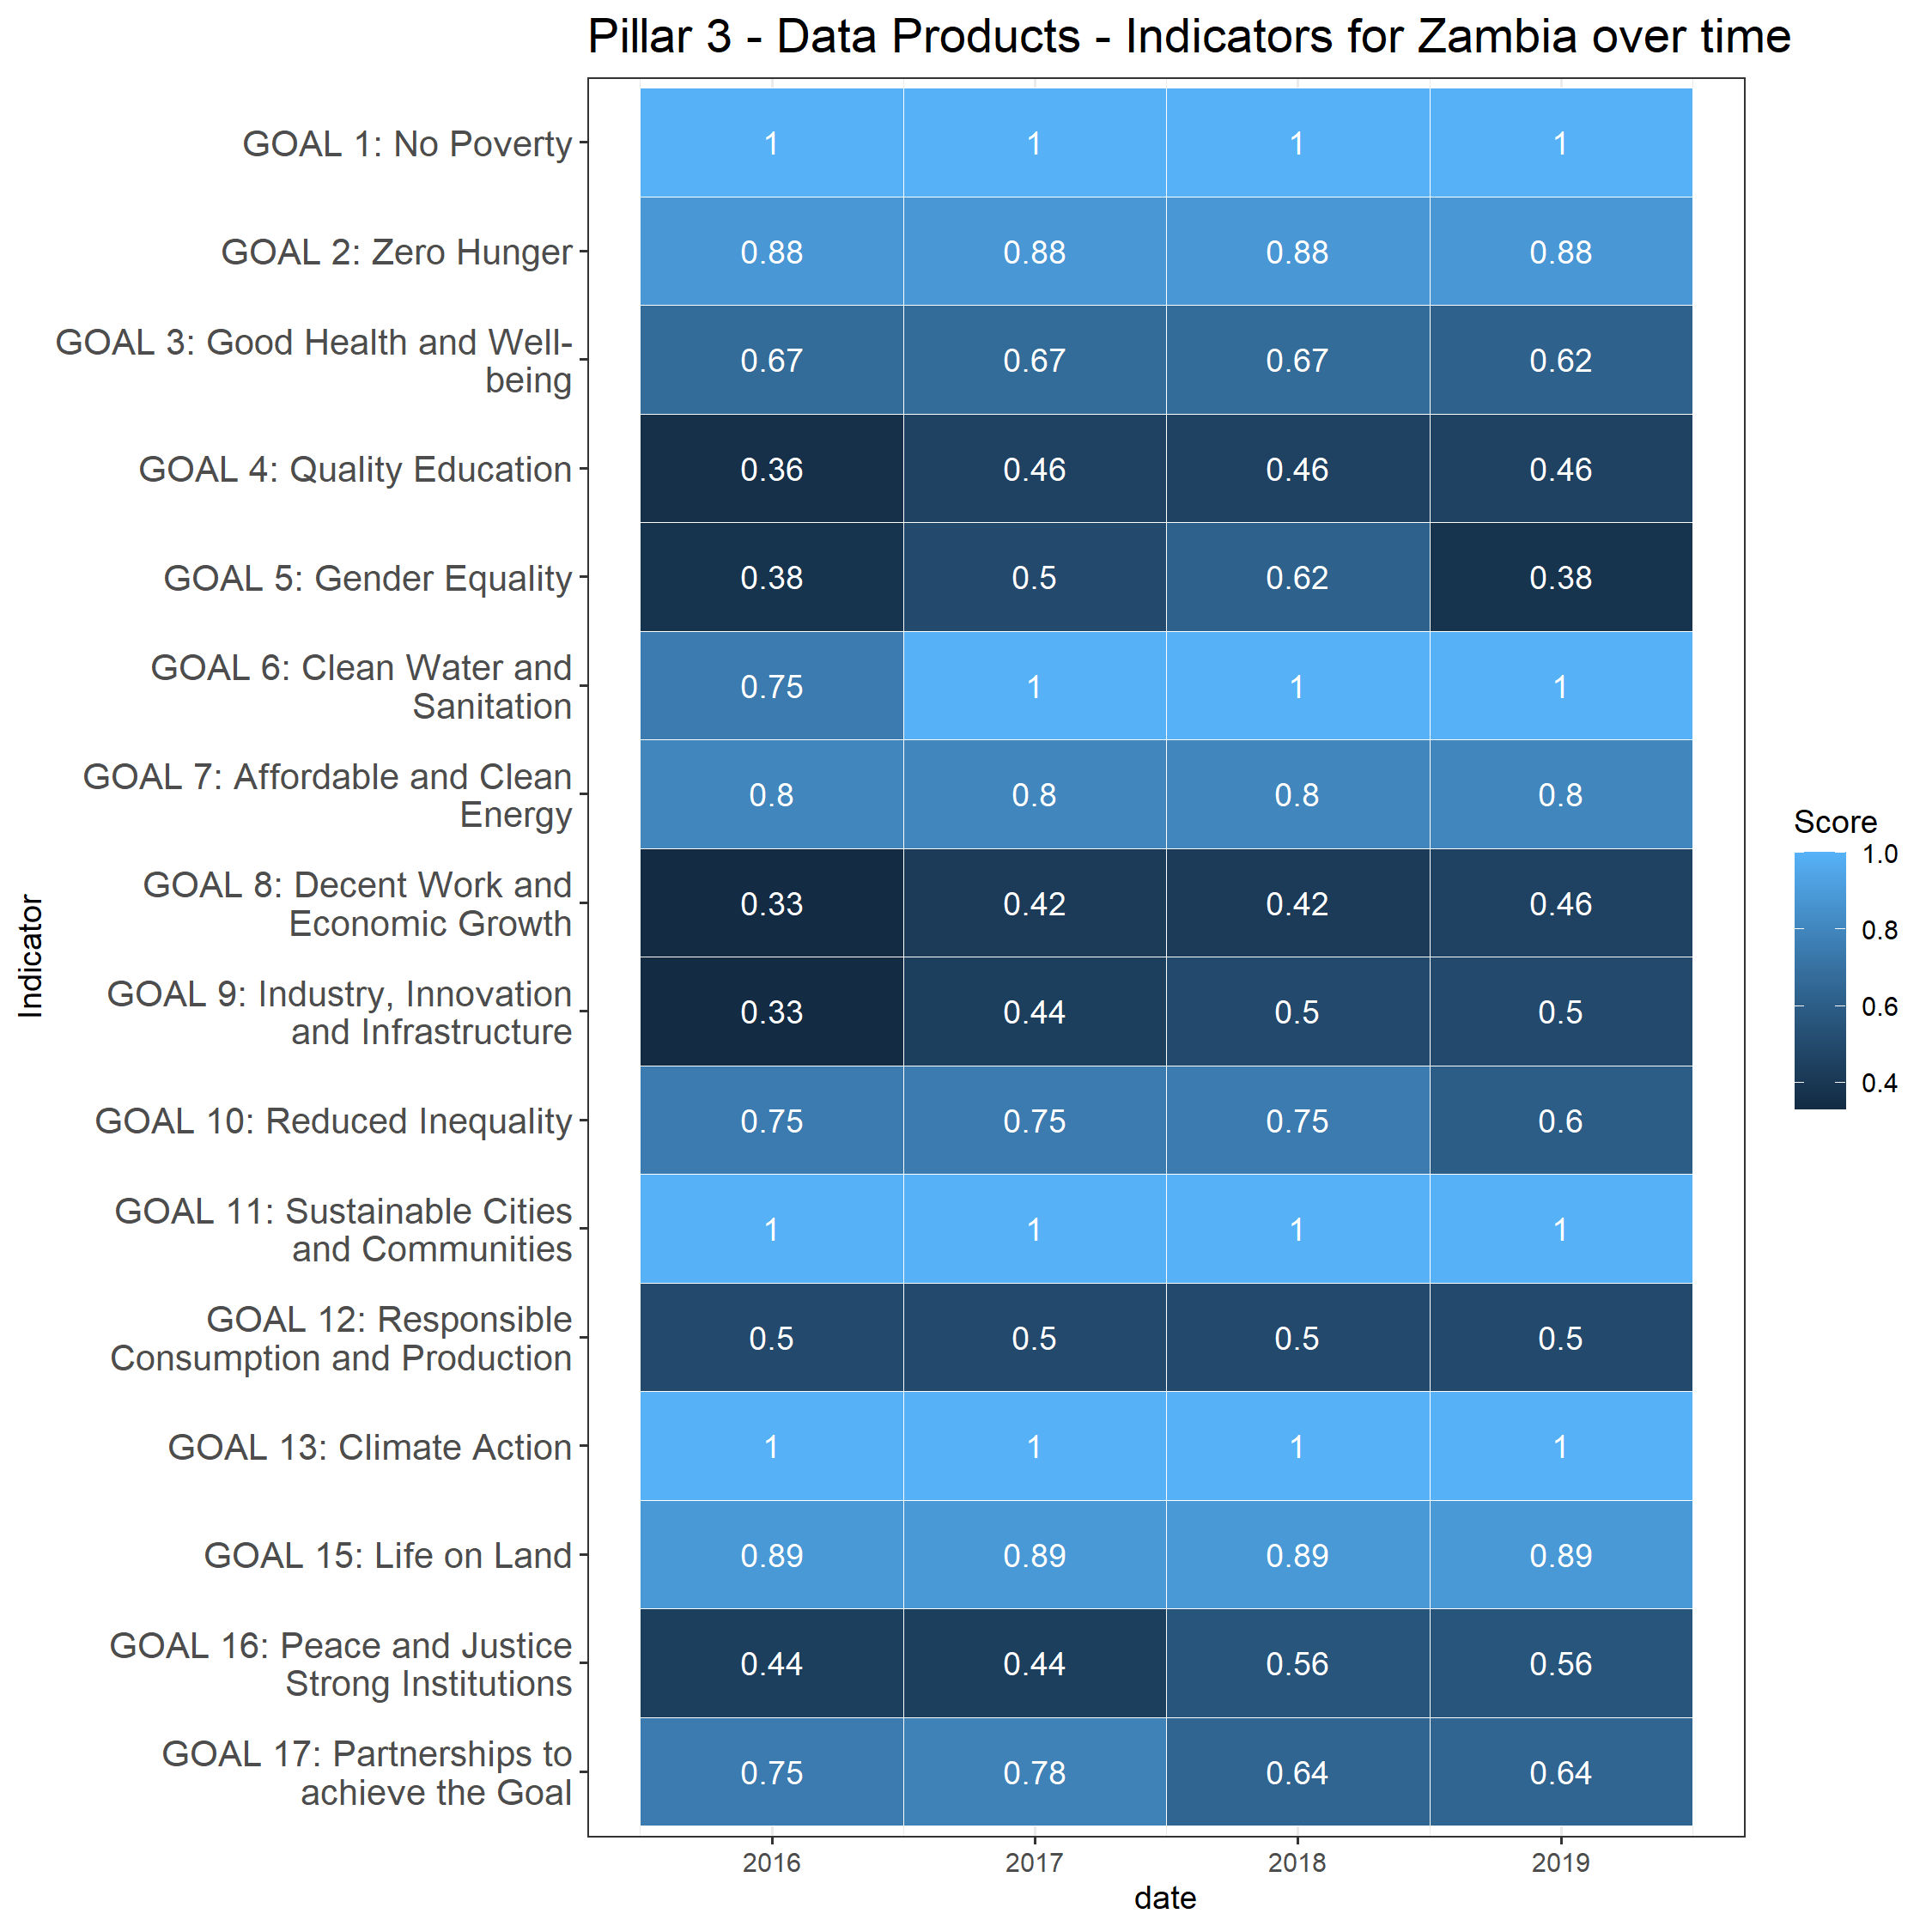 Pillar 3 - Data Products - Indicators for Zambia over time
GOAL 1: No Poverty
1 1 1 1
GOAL 2: Zero Hunger
0.88 0.88 0.88 0.88
GOAL 3: Good Health and Well-
being
0.67 0.67 0.67 0.62
GOAL 4: Quality Education
0.36 0.46 0.46 0.46
GOAL 5: Gender Equality
0.38 0.5 0.62 0.38
GOAL 6: Clean Water and
Sanitation
0.75 1 1 1
GOAL 7: Affordable and Clean
Energy
0.8 0.8 0.8 0.8
GOAL 8: Decent Work and
Economic Growth
0.33 0.42 0.42 0.46
GOAL 9: Industry, Innovation
and Infrastructure
0.33 0.44 0.5 0.5
GOAL 10: Reduced Inequality
0.75 0.75 0.75 0.6
GOAL 11: Sustainable Cities
and Communities
1 1 1 1
GOAL 12: Responsible
Consumption and Production
0.5 0.5 0.5 0.5
GOAL 13: Climate Action
1 1 1 1
GOAL 15: Life on Land
0.89 0.89 0.89 0.89
GOAL 16: Peace and Justice
Strong Institutions
0.44 0.44 0.56 0.56
GOAL 17: Partnerships to
achieve the Goal
0.75 0.78 0.64 0.64
2016 2017 2018 2019
date
Indicator
Score
1.0
0.8
0.6
0.4